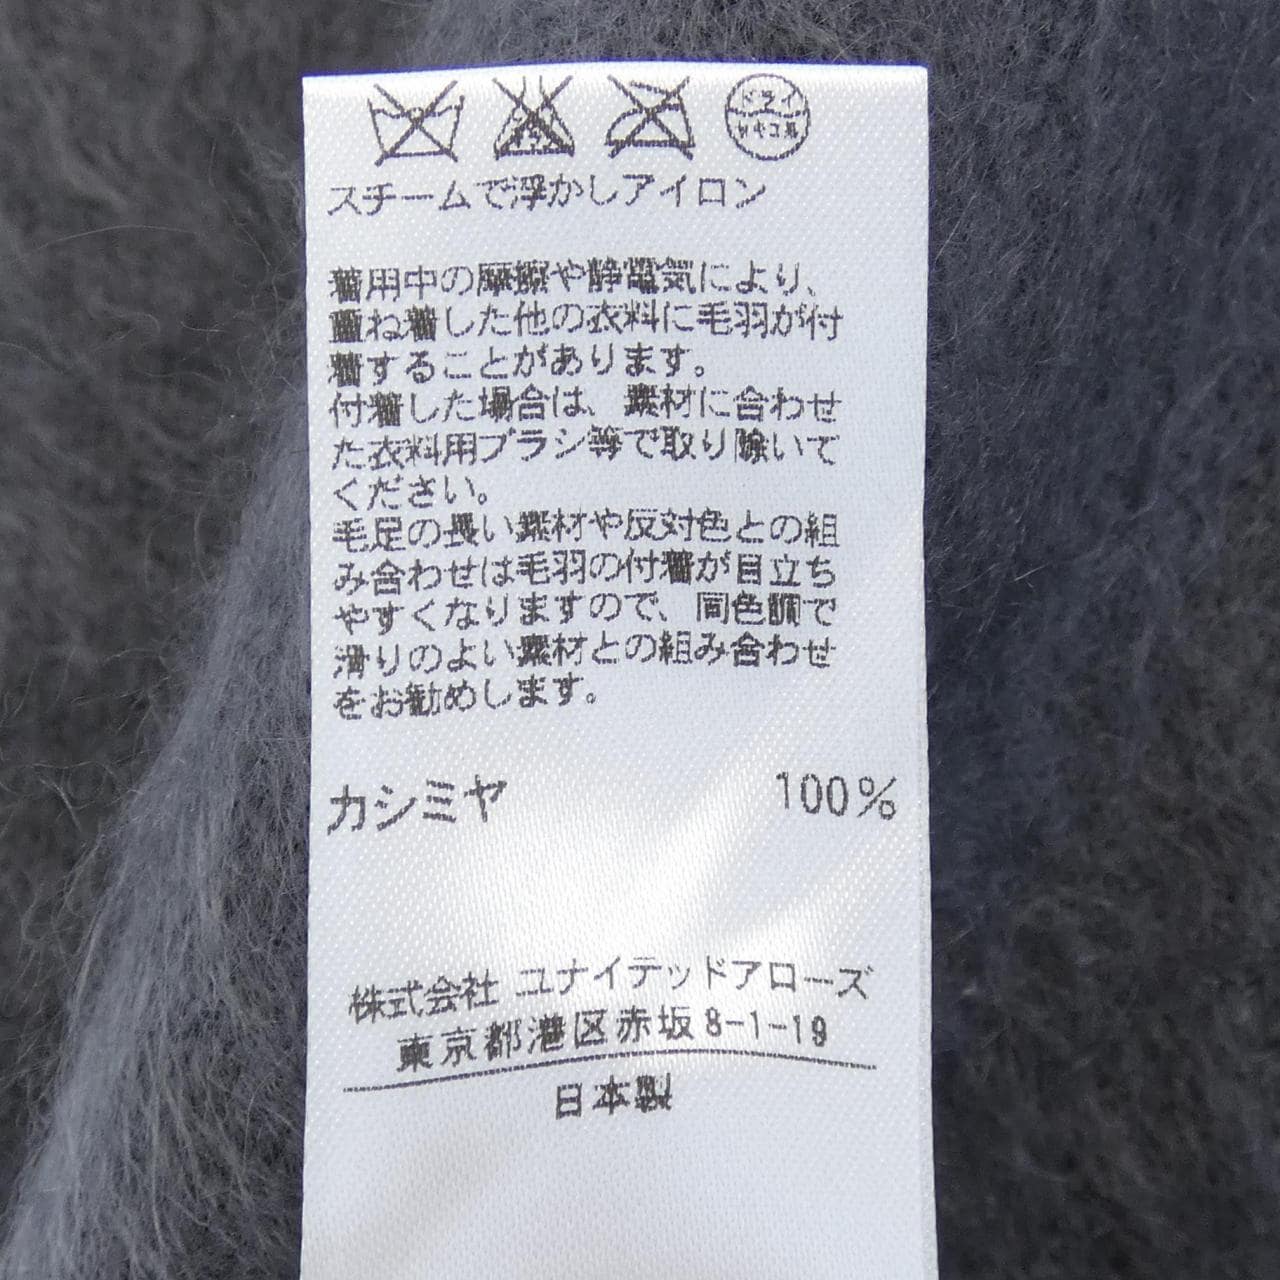 ドライ
セキユ系
スチームで浮かしアイロン
着用中の摩擦や静電気により、
重ね着した他の衣料に毛羽が付
着することがあります。
付着した場合は、素材に合わせ
た衣料用ブラシ等で取り除いて
ください。
毛足の長い素材や反対色との組
み合わせは毛羽の付着が目立ち
やすくなりますので、同色調で
滑りのよい素材との組み合わせ
をお勧めします。
カシミヤ 100%
株式会社 ユナイテッドアローズ
東京都港区赤坂8-1-19
日本製